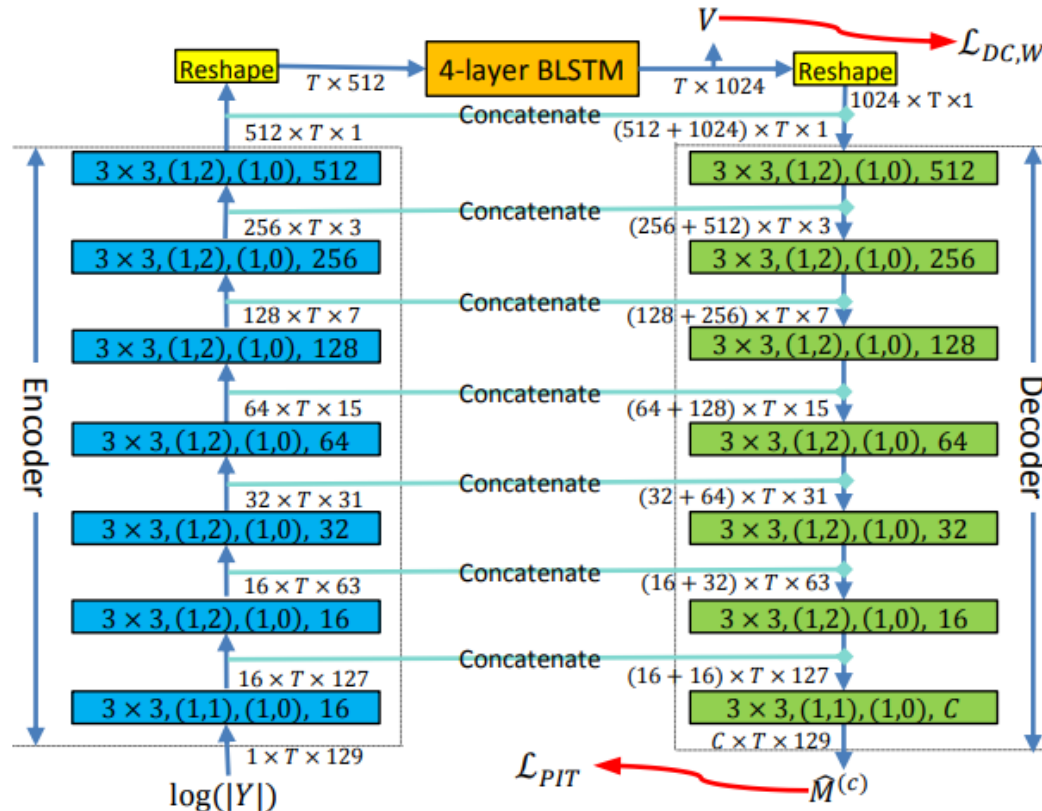 V
ℒ_{DC,W}
Reshape
4-layer BLSTM
Reshape
T × 512
T × 1024
1024 × T ×1
Concatenate
512 × T × 1
(512 + 1024) × T × 1
3 × 3, (1,2), (1,0), 512
3 × 3, (1,2), (1,0), 512
Concatenate
256 × T × 3
(256 + 512) × T × 3
3 × 3, (1,2), (1,0), 256
3 × 3, (1,2), (1,0), 256
Concatenate
128 × T × 7
(128 + 256) × T × 7
3 × 3, (1,2), (1,0), 128
3 × 3, (1,2), (1,0), 128
Encoder
Decoder
Concatenate
64 × T × 15
(64 + 128) × T × 15
3 × 3, (1,2), (1,0), 64
3 × 3, (1,2), (1,0), 64
Concatenate
32 × T × 31
(32 + 64) × T × 31
3 × 3, (1,2), (1,0), 32
3 × 3, (1,2), (1,0), 32
Concatenate
16 × T × 63
(16 + 32) × T × 63
3 × 3, (1,2), (1,0), 16
3 × 3, (1,2), (1,0), 16
Concatenate
16 × T × 127
(16 + 16) × T × 127
3 × 3, (1,1), (1,0), 16
3 × 3, (1,1), (1,0), C
1 × T × 129
C × T × 129
log(|Y|)
ℒ_{PIT}
M̂^{(c)}